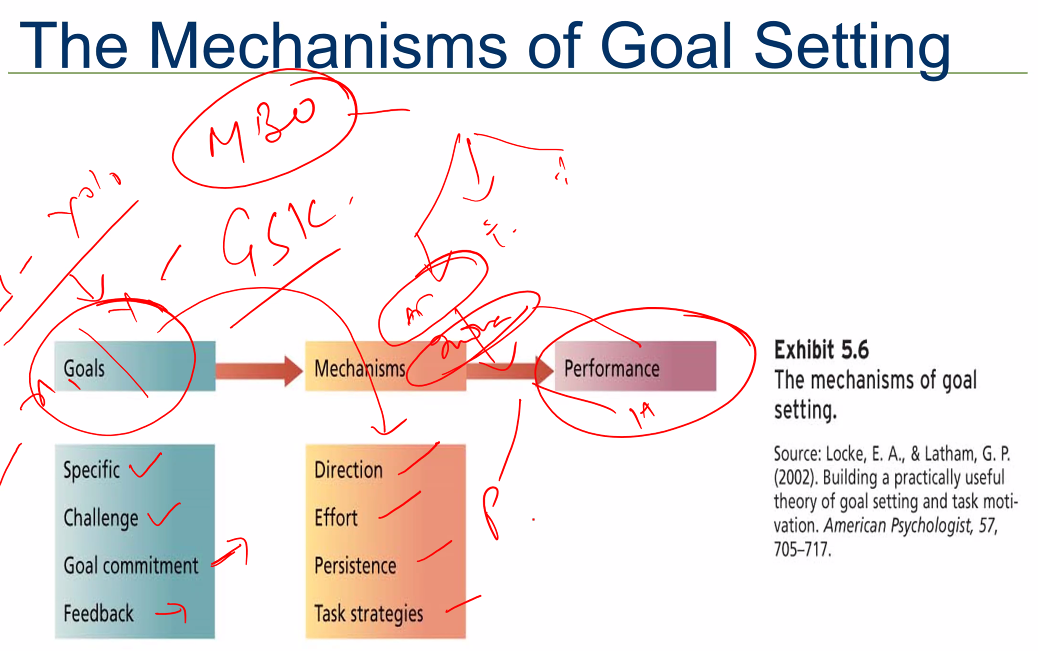 The Mechanisms of Goal Setting
MBO
GSK
Goals
Mechanisms
Performance
Specific
Challenge
Goal commitment
Feedback
Direction
Effort
Persistence
Task strategies
P
Exhibit 5.6
The mechanisms of goal
setting.
Source: Locke, E. A., & Latham, G. P.
(2002). Building a practically useful
theory of goal setting and task moti-
vation. American Psychologist, 57,
705–717.